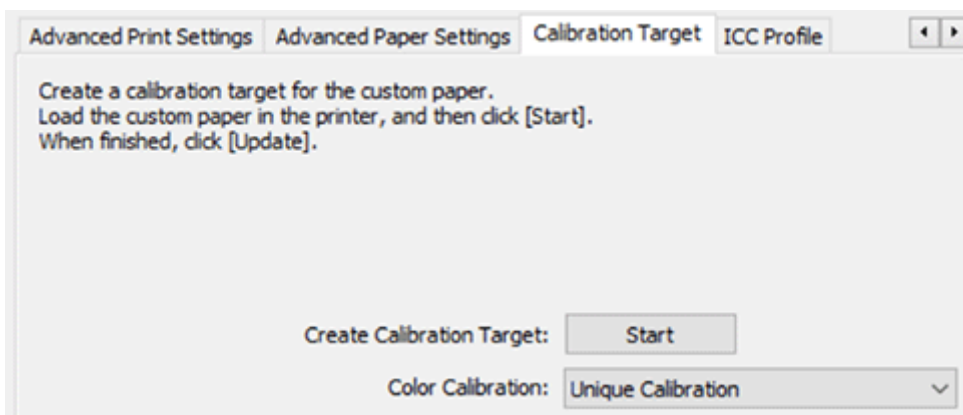 Advanced Print Settings Advanced Paper Settings Calibration Target ICC Profile
Create a calibration target for the custom paper.
Load the custom paper in the printer, and then click [Start].
When finished, click [Update].
Create Calibration Target: Start
Color Calibration: Unique Calibration